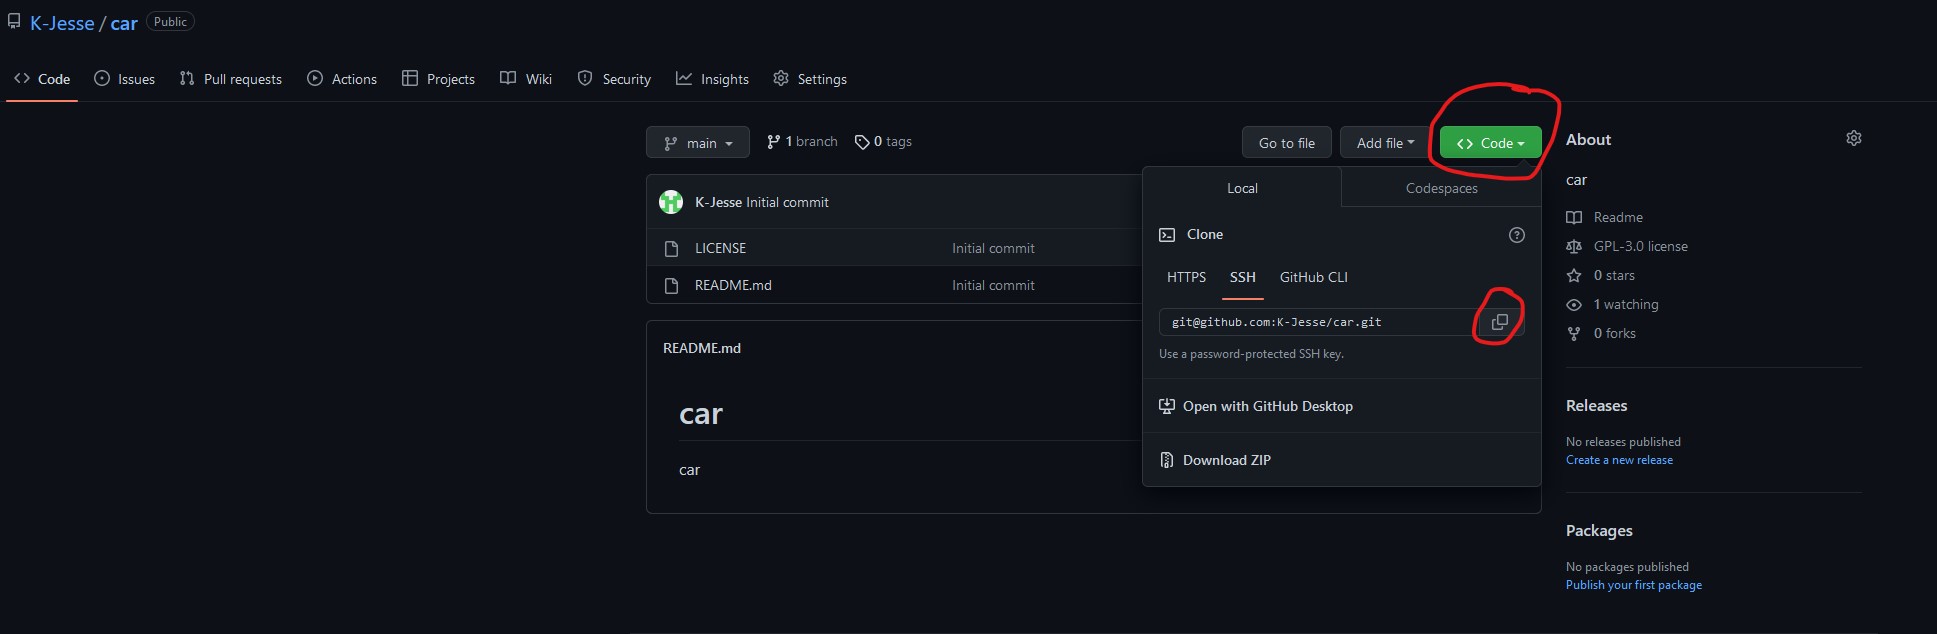 K-Jesse / car Public
Code Issues Pull requests Actions Projects Wiki Security Insights Settings
main 1 branch 0 tags Go to file Add file Code
K-Jesse Initial commit
LICENSE Initial commit
README.md Initial commit
README.md
car
car
Local Codespaces
Clone
HTTPS SSH GitHub CLI
git@github.com:K-Jesse/car.git
Use a password-protected SSH key.
Open with GitHub Desktop
Download ZIP
About
car
Readme
GPL-3.0 license
0 stars
1 watching
0 forks
Releases
No releases published
Create a new release
Packages
No packages published
Publish your first package